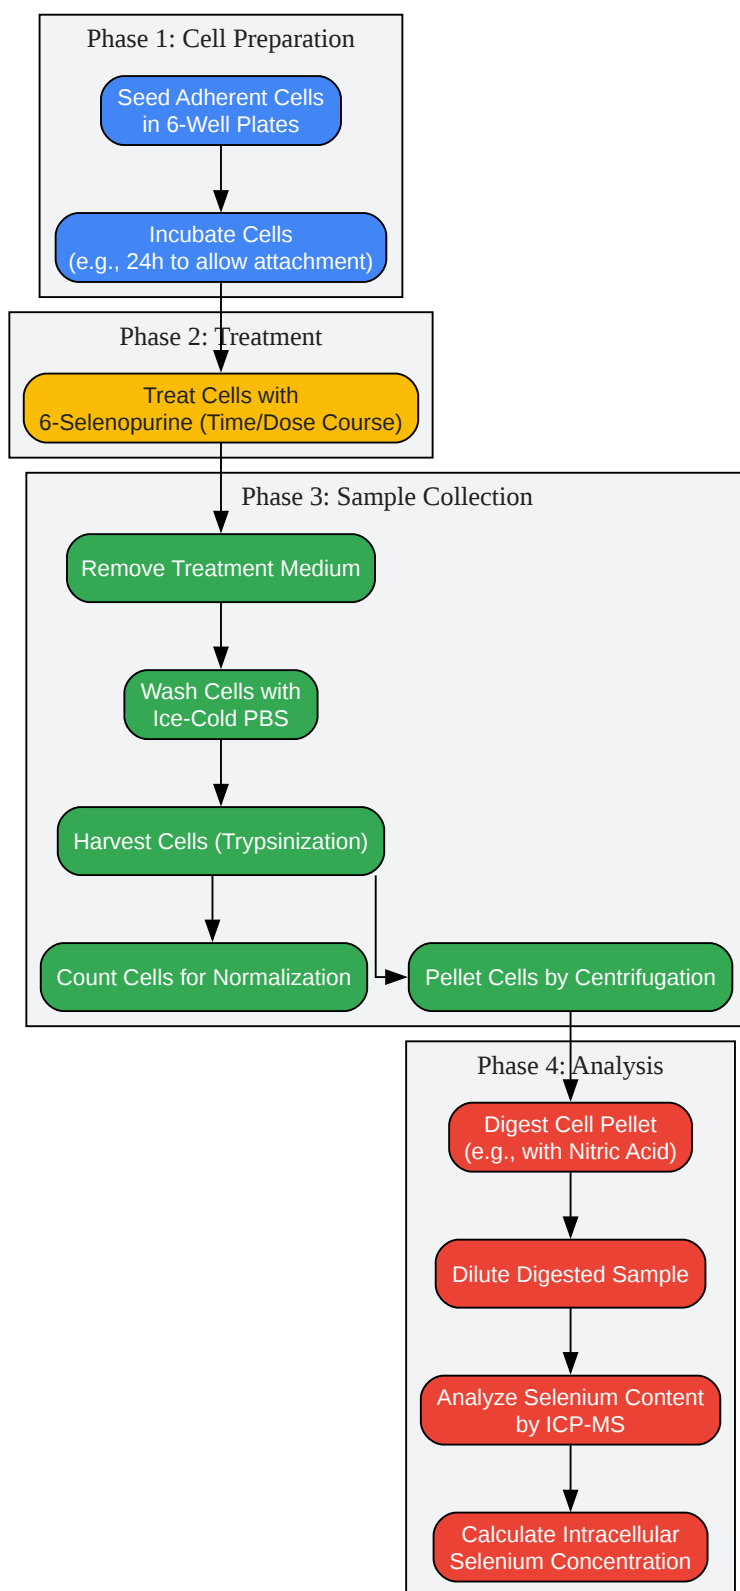 Phase 1: Cell Preparation
Seed Adherent Cells
in 6-Well Plates
Incubate Cells
(e.g., 24h to allow attachment)
Phase 2: Treatment
Treat Cells with
6-Selenopurine (Time/Dose Course)
Phase 3: Sample Collection
Remove Treatment Medium
Wash Cells with
Ice-Cold PBS
Harvest Cells (Trypsinization)
Count Cells for Normalization
Pellet Cells by Centrifugation
Phase 4: Analysis
Digest Cell Pellet
(e.g., with Nitric Acid)
Dilute Digested Sample
Analyze Selenium Content
by ICP-MS
Calculate Intracellular
Selenium Concentration